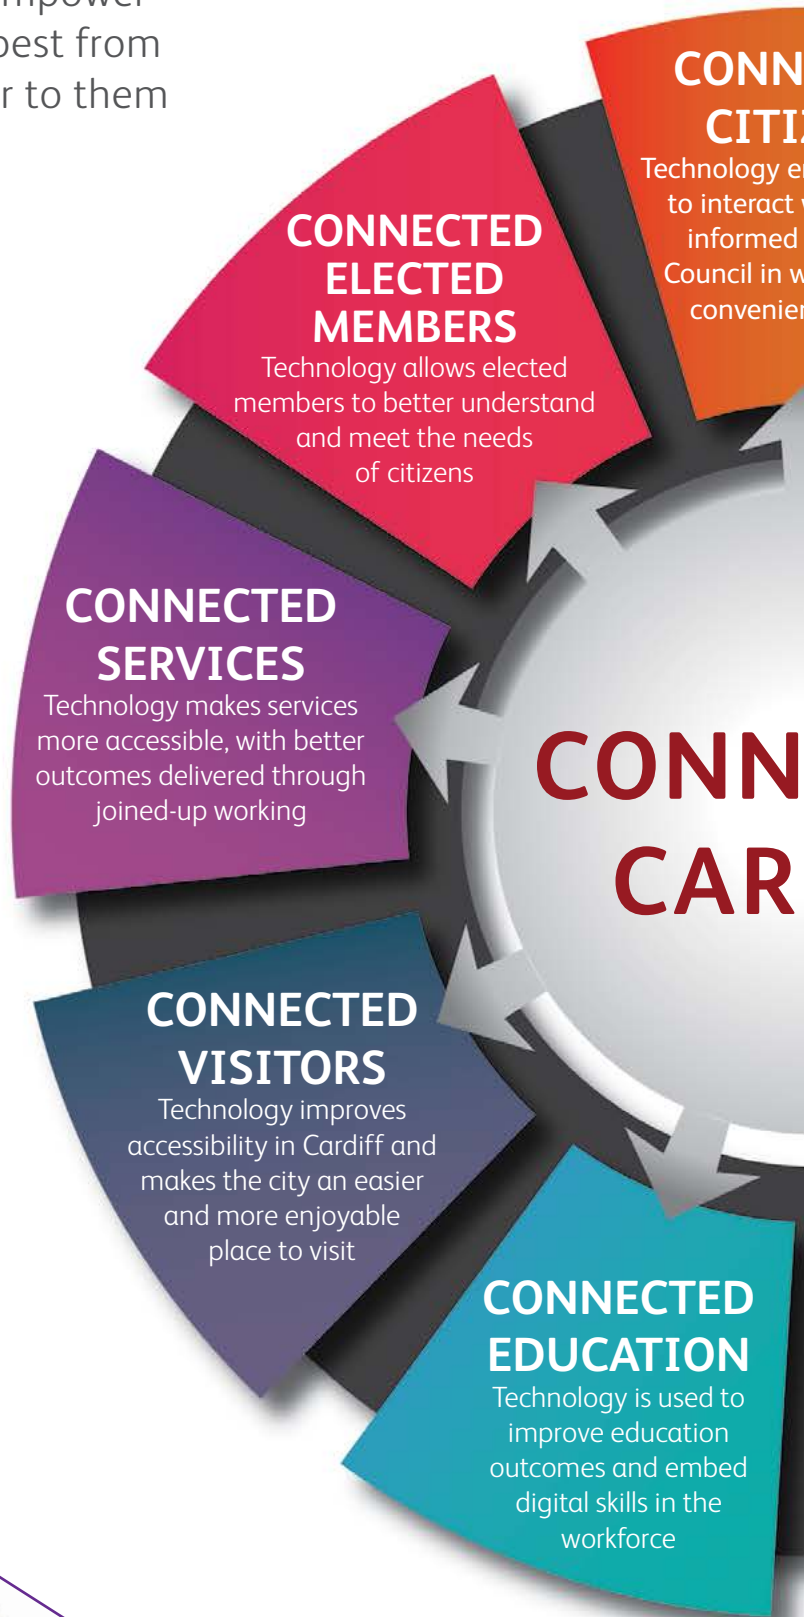 best from
r to them
CONNECTED
ELECTED
MEMBERS
Technology allows elected
members to better understand
and meet the needs
of citizens
CONN
CITI
Technology
to interact
informed
Council in
CONNECTED
SERVICES
Technology makes services
more accessible, with better
outcomes delivered through
joined-up working
CONN
CAR
CONNECTED
VISITORS
Technology improves
accessibility in Cardiff and
makes the city an easier
and more enjoyable
place to visit
CONNECTED
EDUCATION
Technology is used to
improve education
outcomes and embed
digital skills in the
workforce